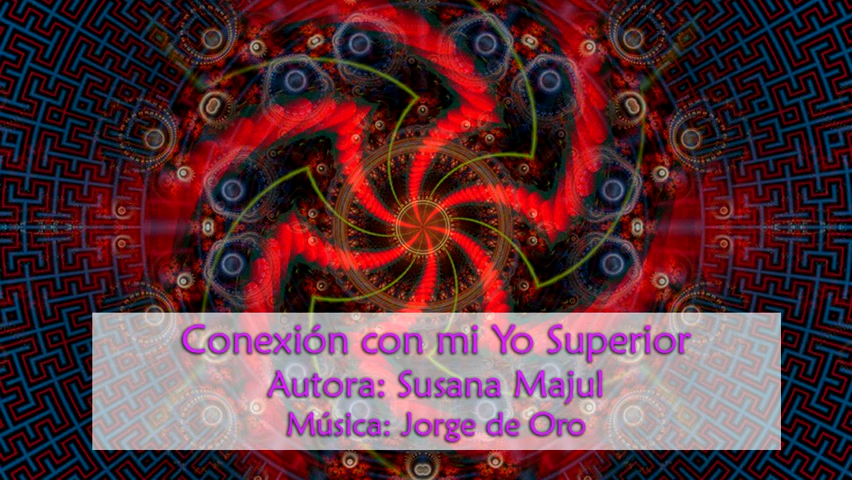 Conexión con mi Yo Superior
Autora: Susana Majul
Música: Jorge de Oro